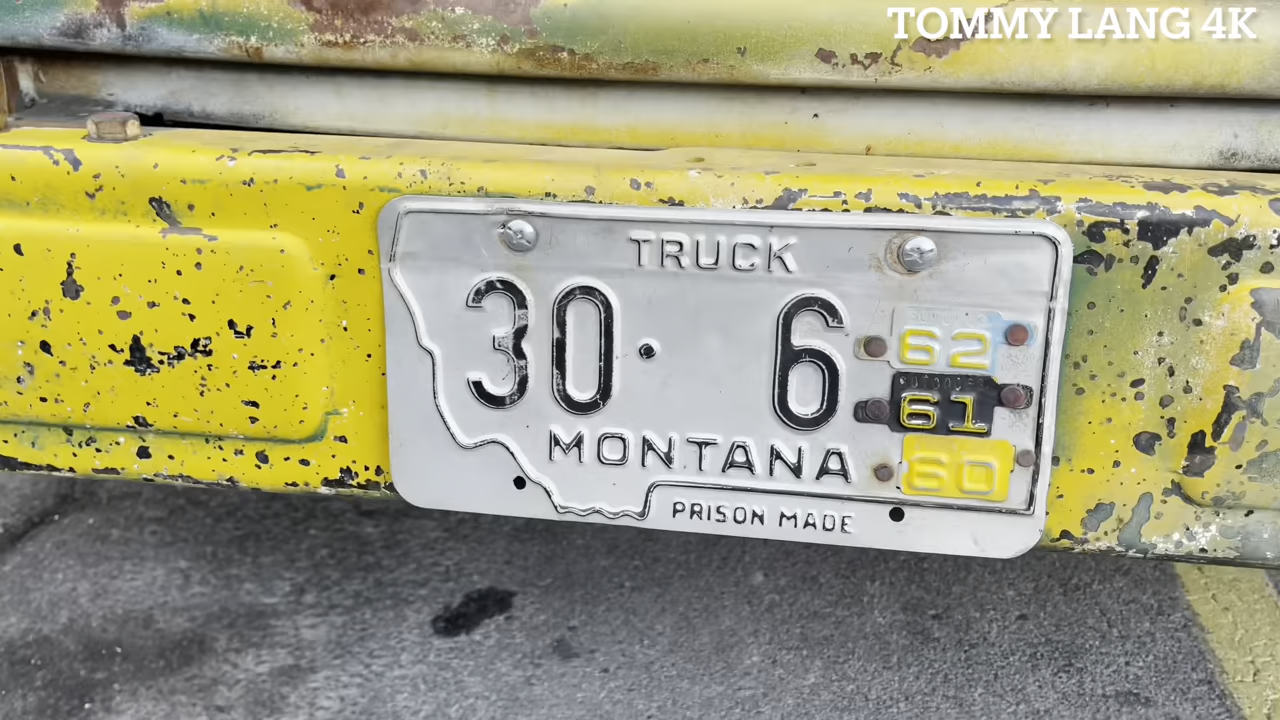 TOMMY LANG 4K
TRUCK
30 • 6
62
61
60
MONTANA
PRISON MADE